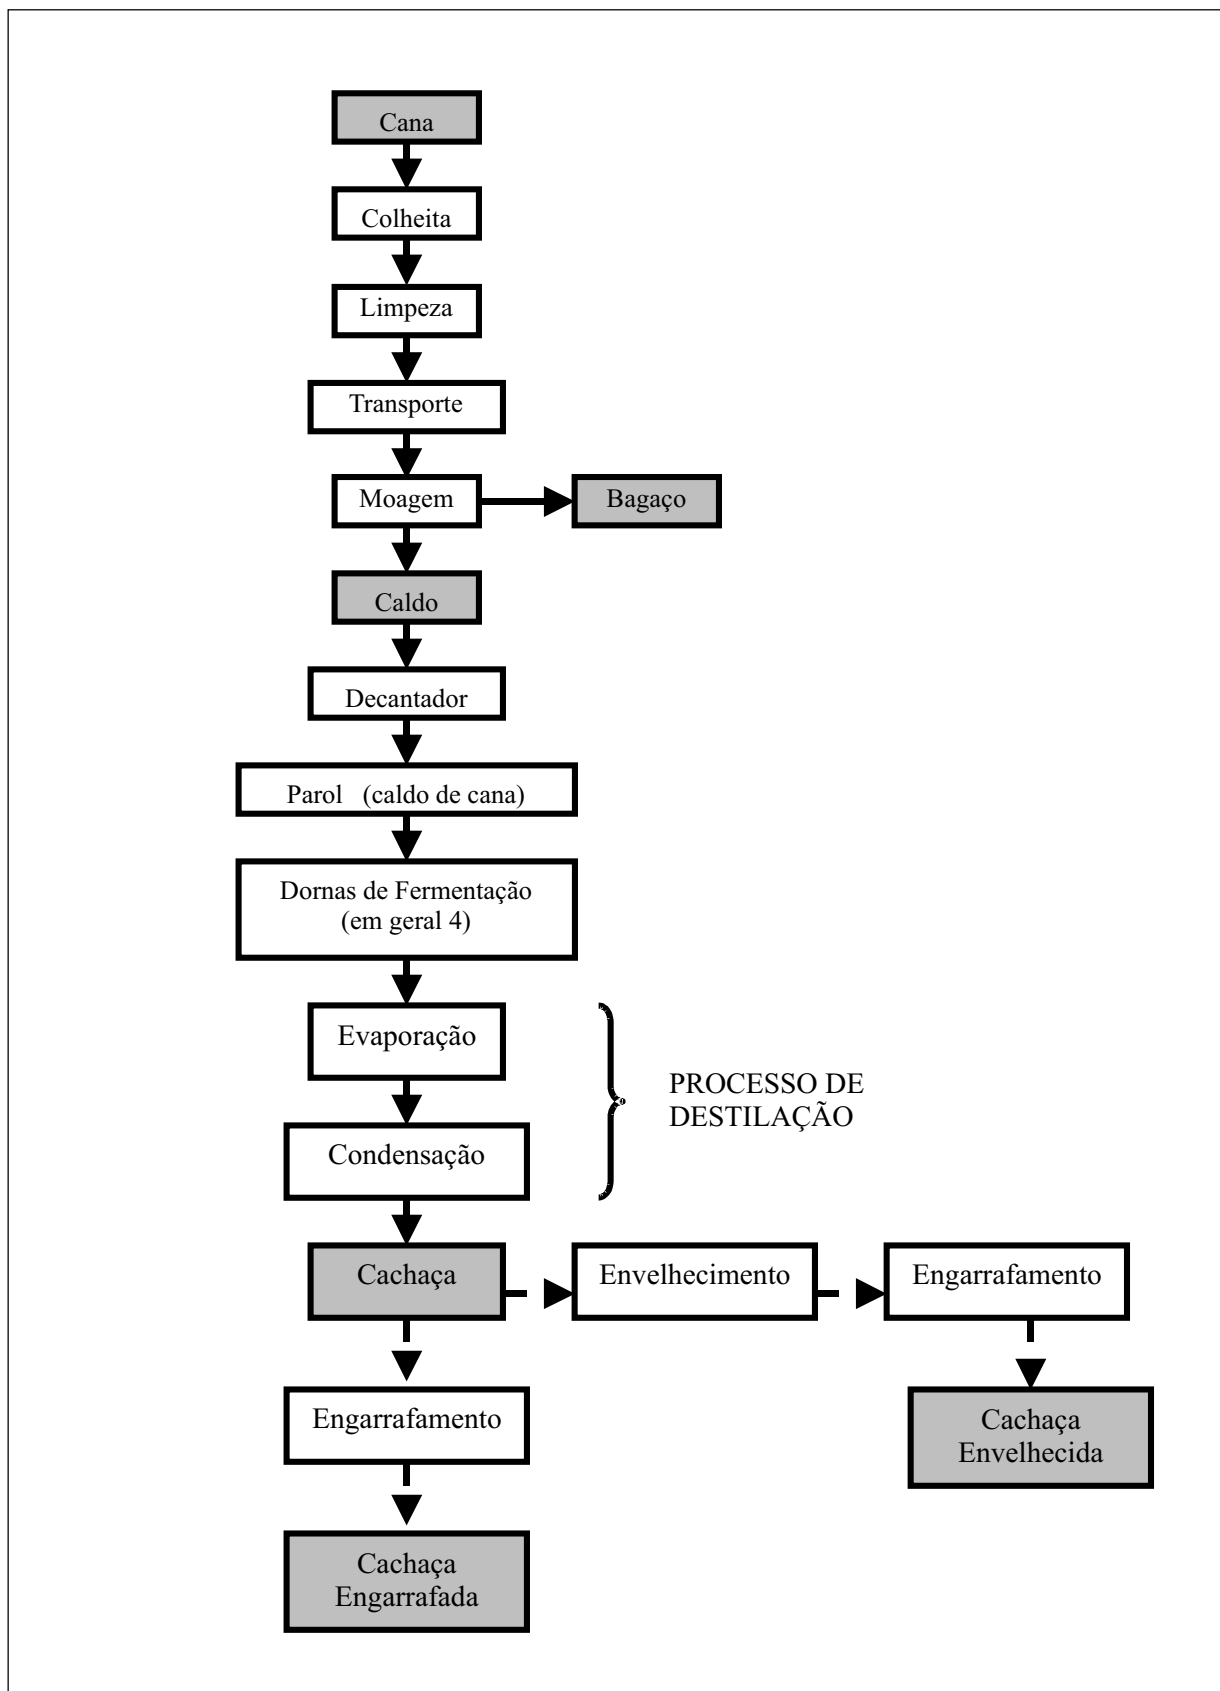 Cana
Colheita
Limpeza
Transporte
Moagem
Bagaço
Caldo
Decantador
Parol (caldo de cana)
Dornas de Fermentação
(em geral 4)
Evaporação
PROCESSO DE
DESTILAÇÃO
Condensação
Cachaça
Envelhecimento
Engarrafamento
Engarrafamento
Cachaça
Envelhecida
Cachaça
Engarrafada